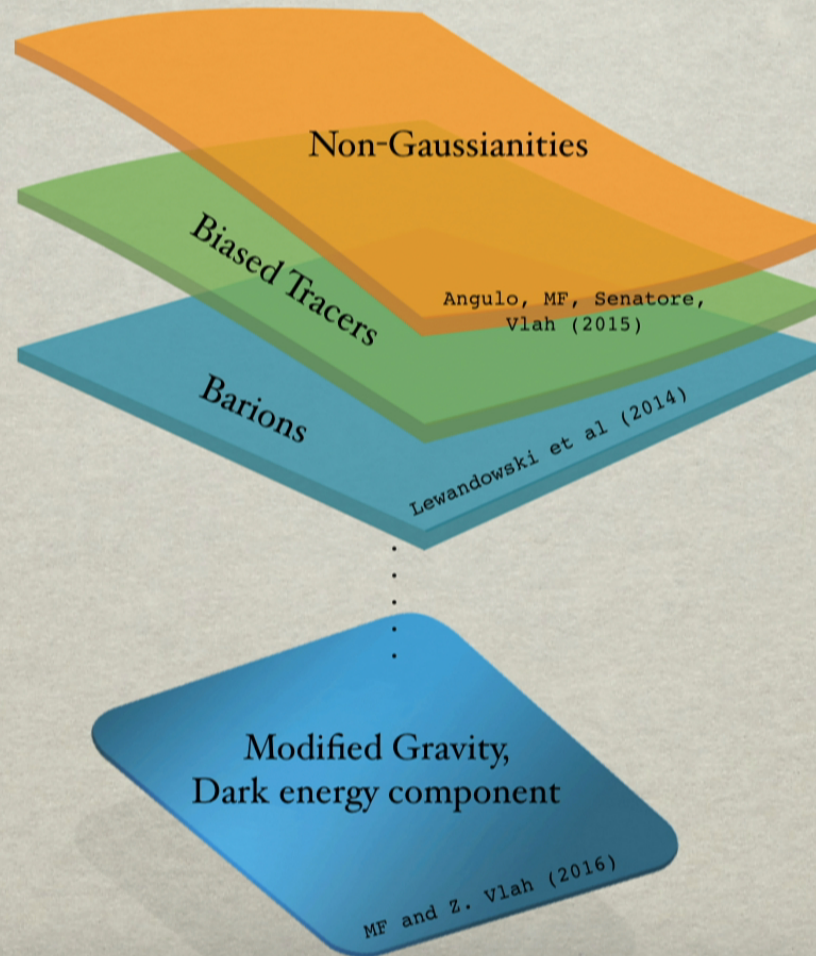 Non-Gaussianities
Biased Tracers
Angulo, MF, Senatore,
Vlah (2015)
Barions
Lewandowski et al (2014)
Modified Gravity,
Dark energy component
MF and Z. Vlah (2016)